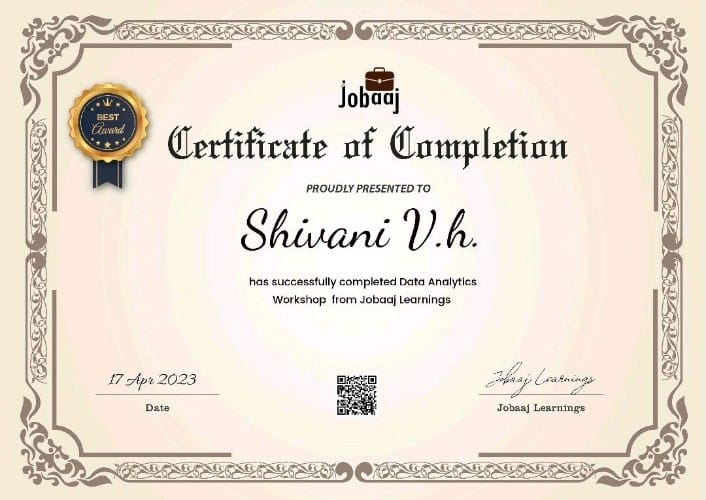 Jobaaj
BEST
Award
Certificate of Completion
PROUDLY PRESENTED TO
Shivani V.h.
has successfully completed Data Analytics
Workshop from Jobaaj Learnings
17 Apr 2023
Jobaaj Learnings
Date
Jobaaj Learnings